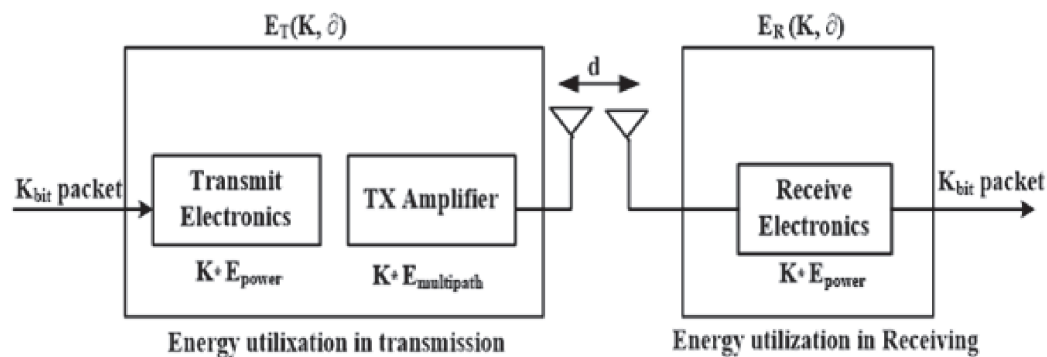 E_T(K, ∂) E_R(K, ∂)
d
K_bit packet
Transmit
Electronics
TX Amplifier
Receive
Electronics
K_bit packet
K * E_power
K * E_multipath
K * E_power
Energy utilixation in transmission
Energy utilization in Receiving